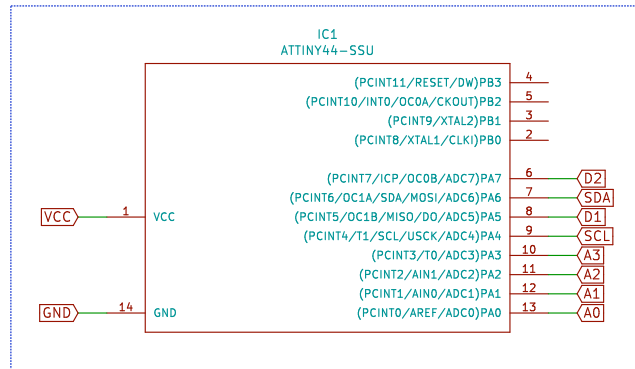 IC1
ATTINY44-SSU
(PCINT11/RESET/DW)PB3 4
(PCINT10/INT0/OC0A/CKOUT)PB2 5
(PCINT9/XTAL2)PB1 3
(PCINT8/XTAL1/CLKI)PB0 2
(PCINT7/ICP/OC0B/ADC7)PA7 6 D2
(PCINT6/OC1A/SDA/MOSI/ADC6)PA6 7 SDA
VCC 1 VCC (PCINT5/OC1B/MISO/DO/ADC5)PA5 8 D1
(PCINT4/T1/SCL/USCK/ADC4)PA4 9 SCL
(PCINT3/T0/ADC3)PA3 10 A3
(PCINT2/AIN1/ADC2)PA2 11 A2
(PCINT1/AIN0/ADC1)PA1 12 A1
GND 14 GND (PCINT0/AREF/ADC0)PA0 13 A0